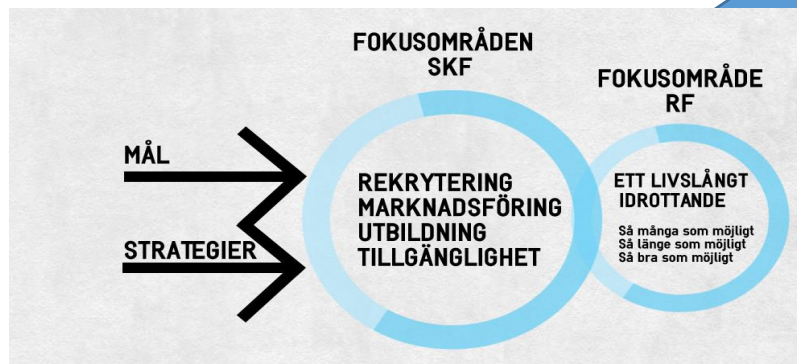 FOKUSOMRÅDEN
SKF
FOKUSOMRÅDE
RF
MÅL
STRATEGIER
REKRYTERING
MARKNADSFÖRING
UTBILDNING
TILLGÄNGLIGHET
ETT LIVSLÅNGT
IDROTTANDE
Så många som möjligt
Så länge som möjligt
Så bra som möjligt